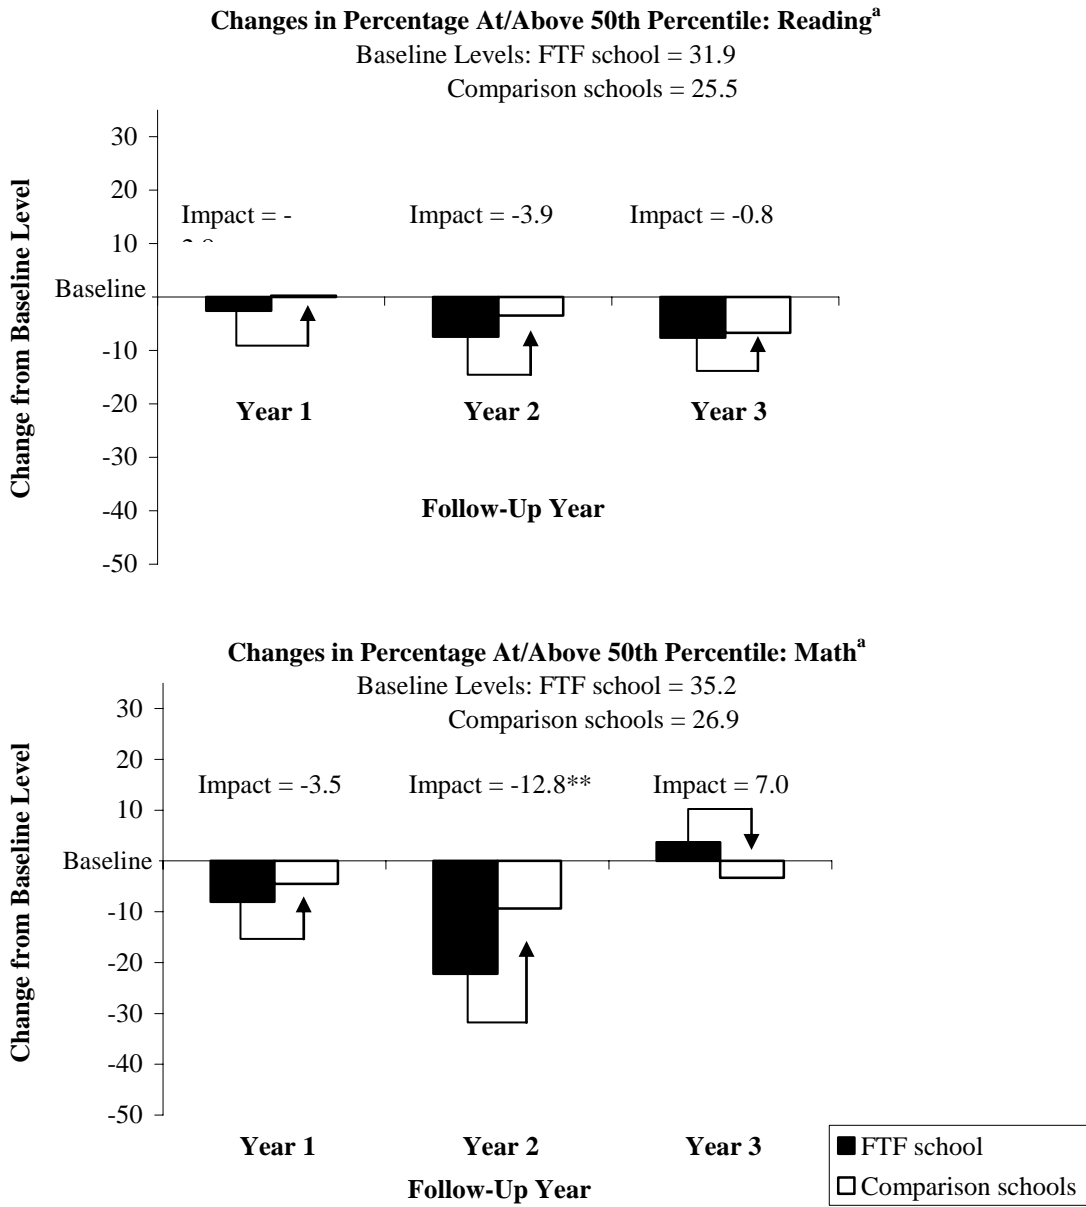 Changes in Percentage At/Above 50th Percentile: Reading^a
Baseline Levels: FTF school = 31.9
Comparison schools = 25.5
Change from Baseline Level
30
20
10
Baseline
-10
-20
-30
-40
-50
Impact = -
Impact = -3.9
Impact = -0.8
Year 1
Year 2
Year 3
Follow-Up Year
Changes in Percentage At/Above 50th Percentile: Math^a
Baseline Levels: FTF school = 35.2
Comparison schools = 26.9
Change from Baseline Level
30
20
10
Baseline
-10
-20
-30
-40
-50
Impact = -3.5
Impact = -12.8**
Impact = 7.0
Year 1
Year 2
Year 3
Follow-Up Year
FTF school
Comparison schools